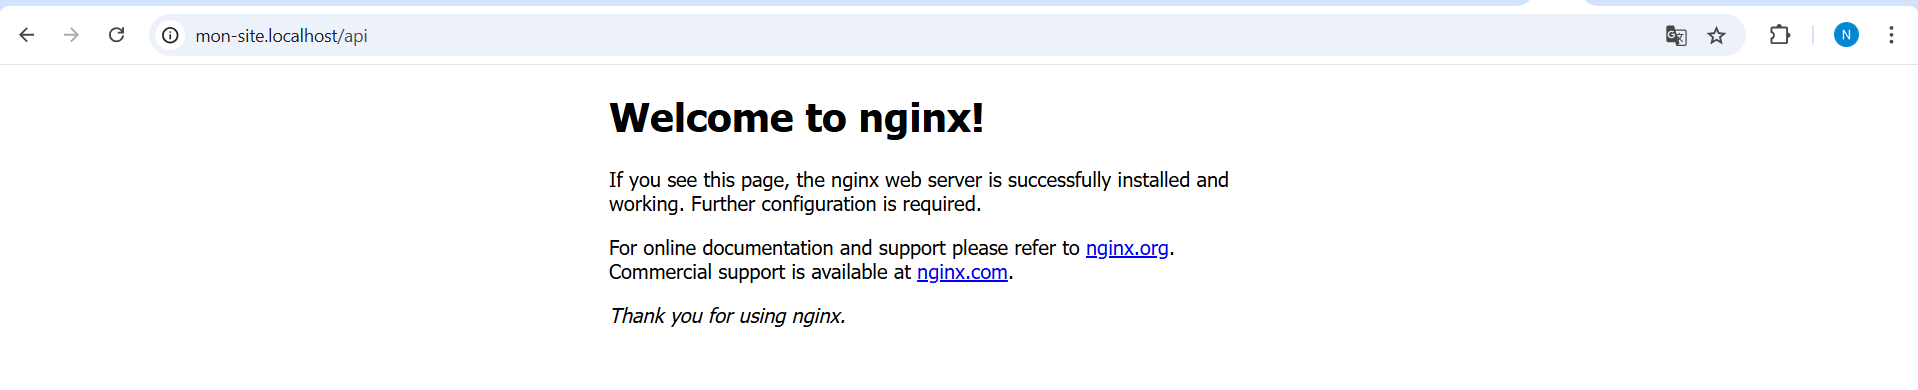 mon-site.localhost/api
N
Welcome to nginx!
If you see this page, the nginx web server is successfully installed and
working. Further configuration is required.
For online documentation and support please refer to nginx.org.
Commercial support is available at nginx.com.
Thank you for using nginx.